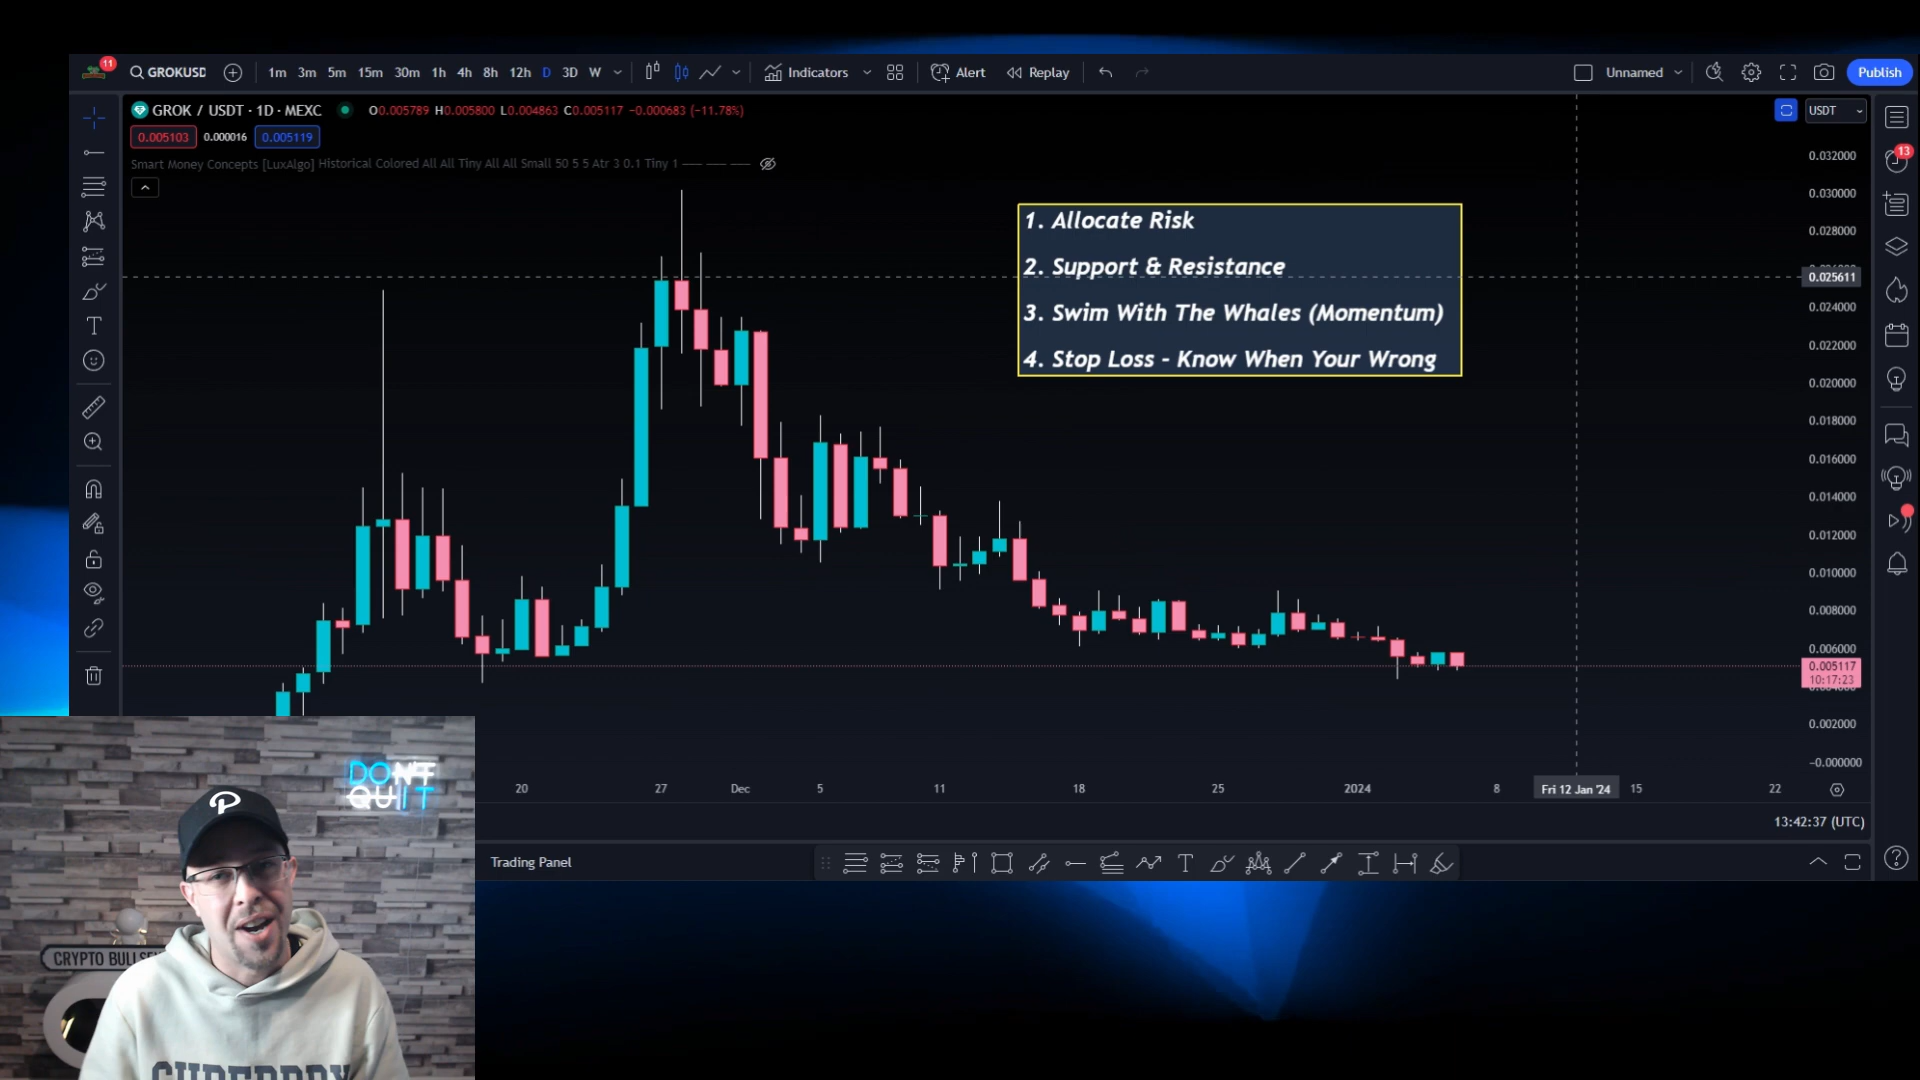 11
GROKUSD
1m 3m 5m 15m 30m 1h 4h 8h 12h D 3D W
Indicators
Alert
Replay
Unnamed
Publish
GROK / USDT · 1D · MEXC O0.005789 H0.005800 L0.004863 C0.005117 −0.000683 (−11.78%)
USDT
0.005103 0.000016 0.005119
Smart Money Concepts [LuxAlgo] Historical Colored All All Tiny All All Small 50 5 5 Atr 3 0.1 Tiny 1
13
1. Allocate Risk
2. Support & Resistance
3. Swim With The Whales (Momentum)
4. Stop Loss - Know When Your Wrong
0.032000
0.030000
0.028000
0.025611
0.024000
0.022000
0.020000
0.018000
0.016000
0.014000
0.012000
0.010000
0.008000
0.006000
0.005117
10:17:23
0.002000
−0.000000
20 27 Dec 5 11 18 25 2024 8 Fri 12 Jan '24 15 22
13:42:37 (UTC)
Trading Panel
DON'T
QUIT
P
CRYPTO BULLSE
SUPERDRY